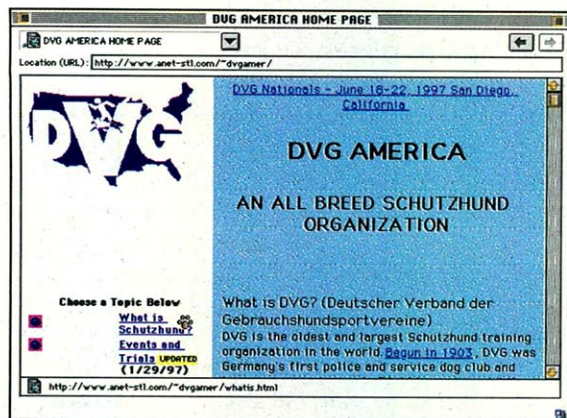 DVG AMERICA HOME PAGE
DVG AMERICA HOME PAGE
Location (URL): http://www.anet-stl.com/~dvgamer/
DVG
Choose a Topic Below
What is
Schutzhund?
Events and
Trials UPDATED
(1/29/97)
DVG Nationals - June 18-22, 1997 San Diego,
California
DVG AMERICA
AN ALL BREED SCHUTZHUND
ORGANIZATION
What is DVG? (Deutscher Verband der
Gebrauchshundsportvereine)
DVG is the oldest and largest Schutzhund training
organization in the world. Begun in 1903, DVG was
Germany's first police and service dog club and
http://www.anet-stl.com/~dvgamer/whatis.html